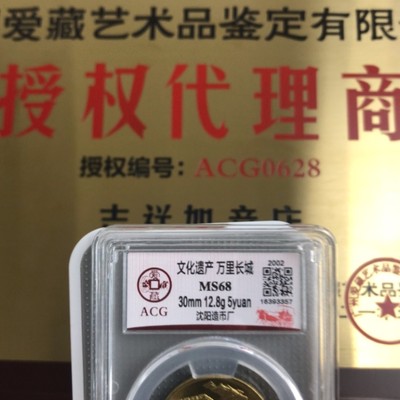 爱藏艺术品鉴定有限
授权代理商
授权编号：ACG0628
文化遗产 万里长城
2002
MS68
30mm 12.8g 5yuan
18393357
沈阳造币厂
ACG